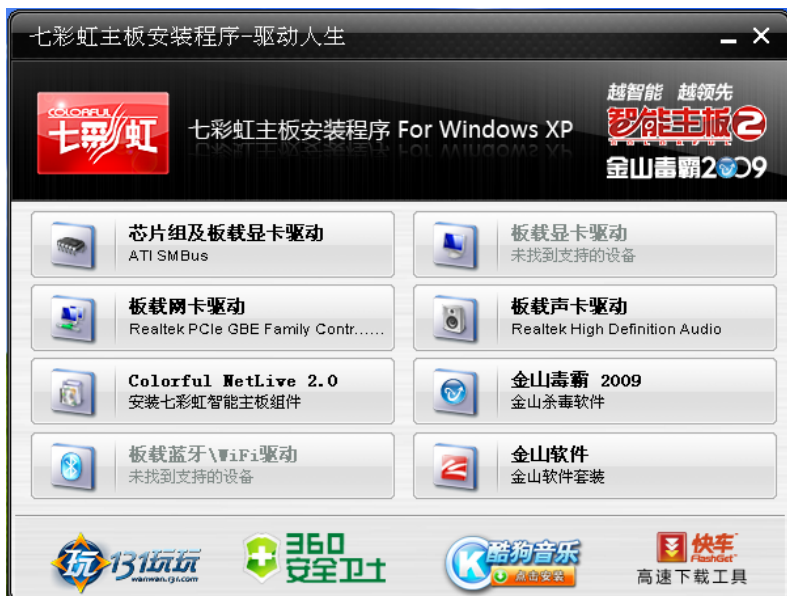 七彩虹主板安装程序-驱动人生
COLORFUL
七彩虹
七彩虹主板安装程序 For Windows XP
越智能 越领先
智能主板2
金山毒霸2009
芯片组及板载显卡驱动
ATI SMBus
板载显卡驱动
未找到支持的设备
板载网卡驱动
Realtek PCIe GBE Family Contr......
板载声卡驱动
Realtek High Definition Audio
Colorful NetLive 2.0
安装七彩虹智能主板组件
金山毒霸 2009
金山杀毒软件
板载蓝牙\WiFi驱动
未找到支持的设备
金山软件
金山软件套装
玩
131玩玩
360
安全卫士
K
酷狗音乐
点击安装
快车
FlashGet
高速下载工具